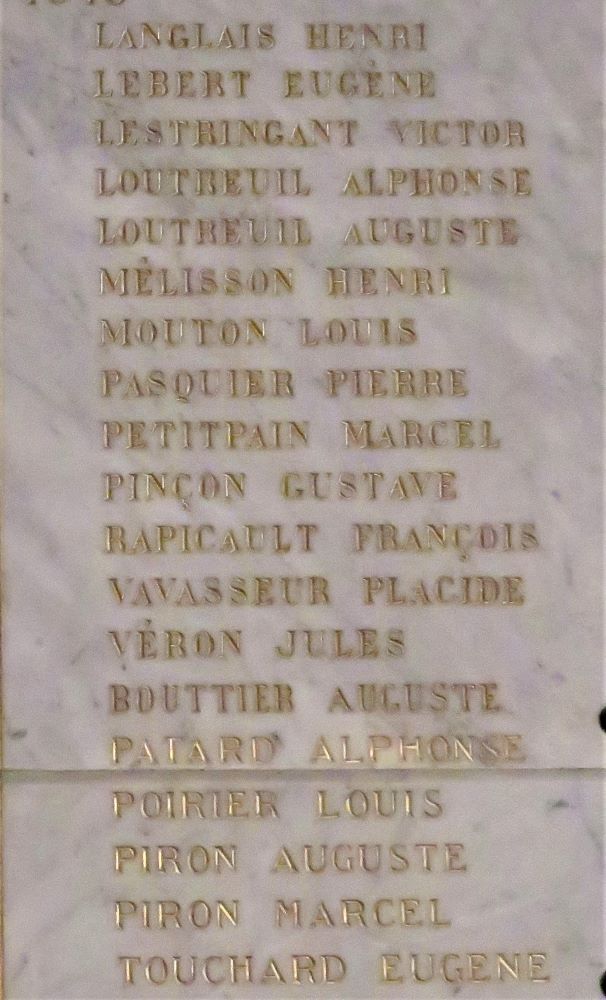 LANGLAIS HENRI
LEBERT EUGÈNE
LESTRINGANT VICTOR
LOUTREUIL ALPHONSE
LOUTREUIL AUGUSTE
MÉLISSON HENRI
MOUTON LOUIS
PASQUIER PIERRE
PETITPAIN MARCEL
PINÇON GUSTAVE
RAPICAULT FRANÇOIS
VAVASSEUR PLACIDE
VÉRON JULES
BOUTTIER AUGUSTE
PATARD ALPHONSE
POIRIER LOUIS
PIRON AUGUSTE
PIRON MARCEL
TOUCHARD EUGENE